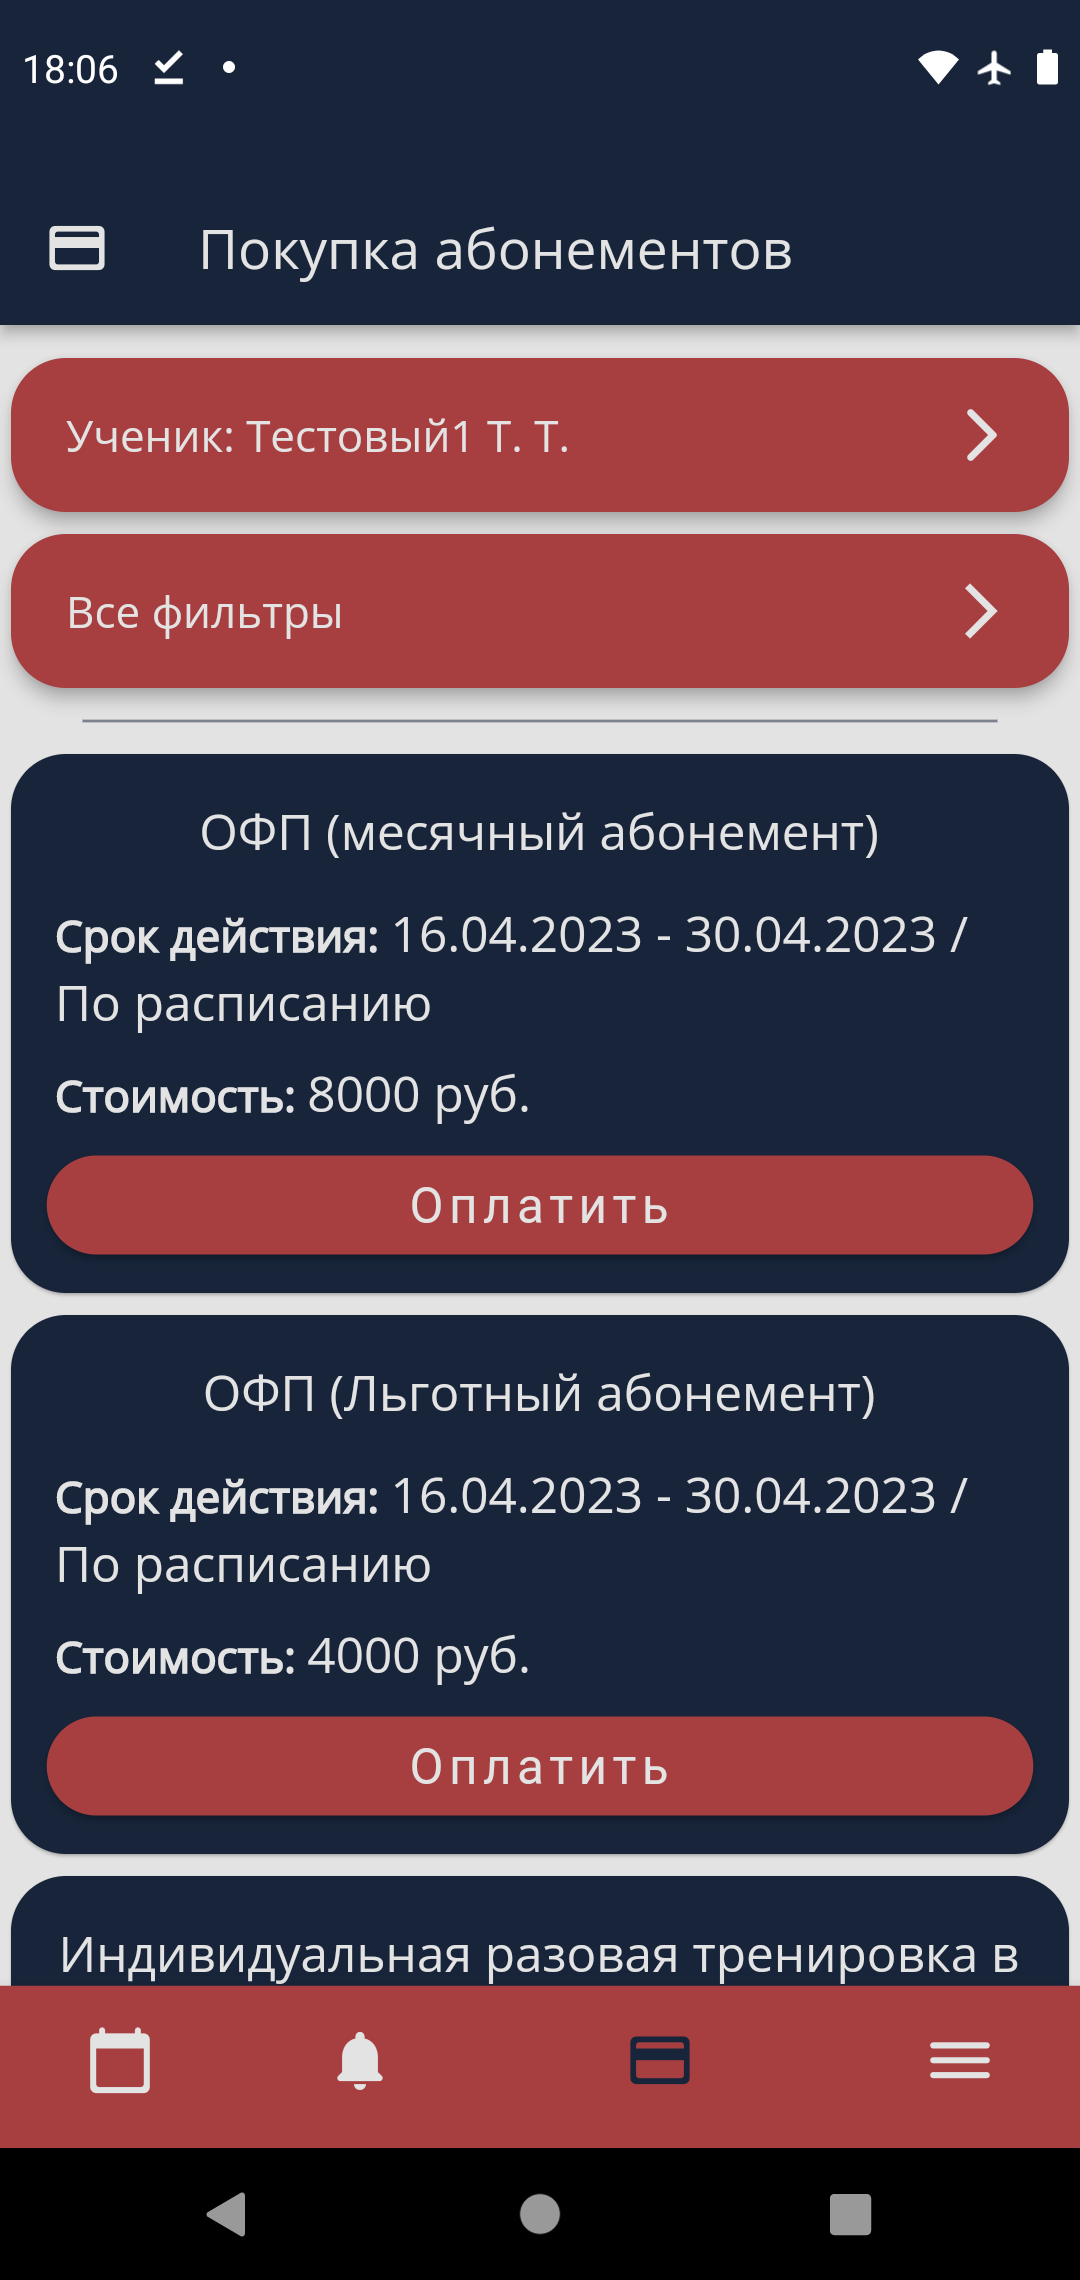 18:06
Покупка абонементов
Ученик: Тестовый1 Т. Т.
Все фильтры
ОФП (месячный абонемент)
Срок действия: 16.04.2023 - 30.04.2023 /
По расписанию
Стоимость: 8000 руб.
Оплатить
ОФП (Льготный абонемент)
Срок действия: 16.04.2023 - 30.04.2023 /
По расписанию
Стоимость: 4000 руб.
Оплатить
Индивидуальная разовая тренировка в